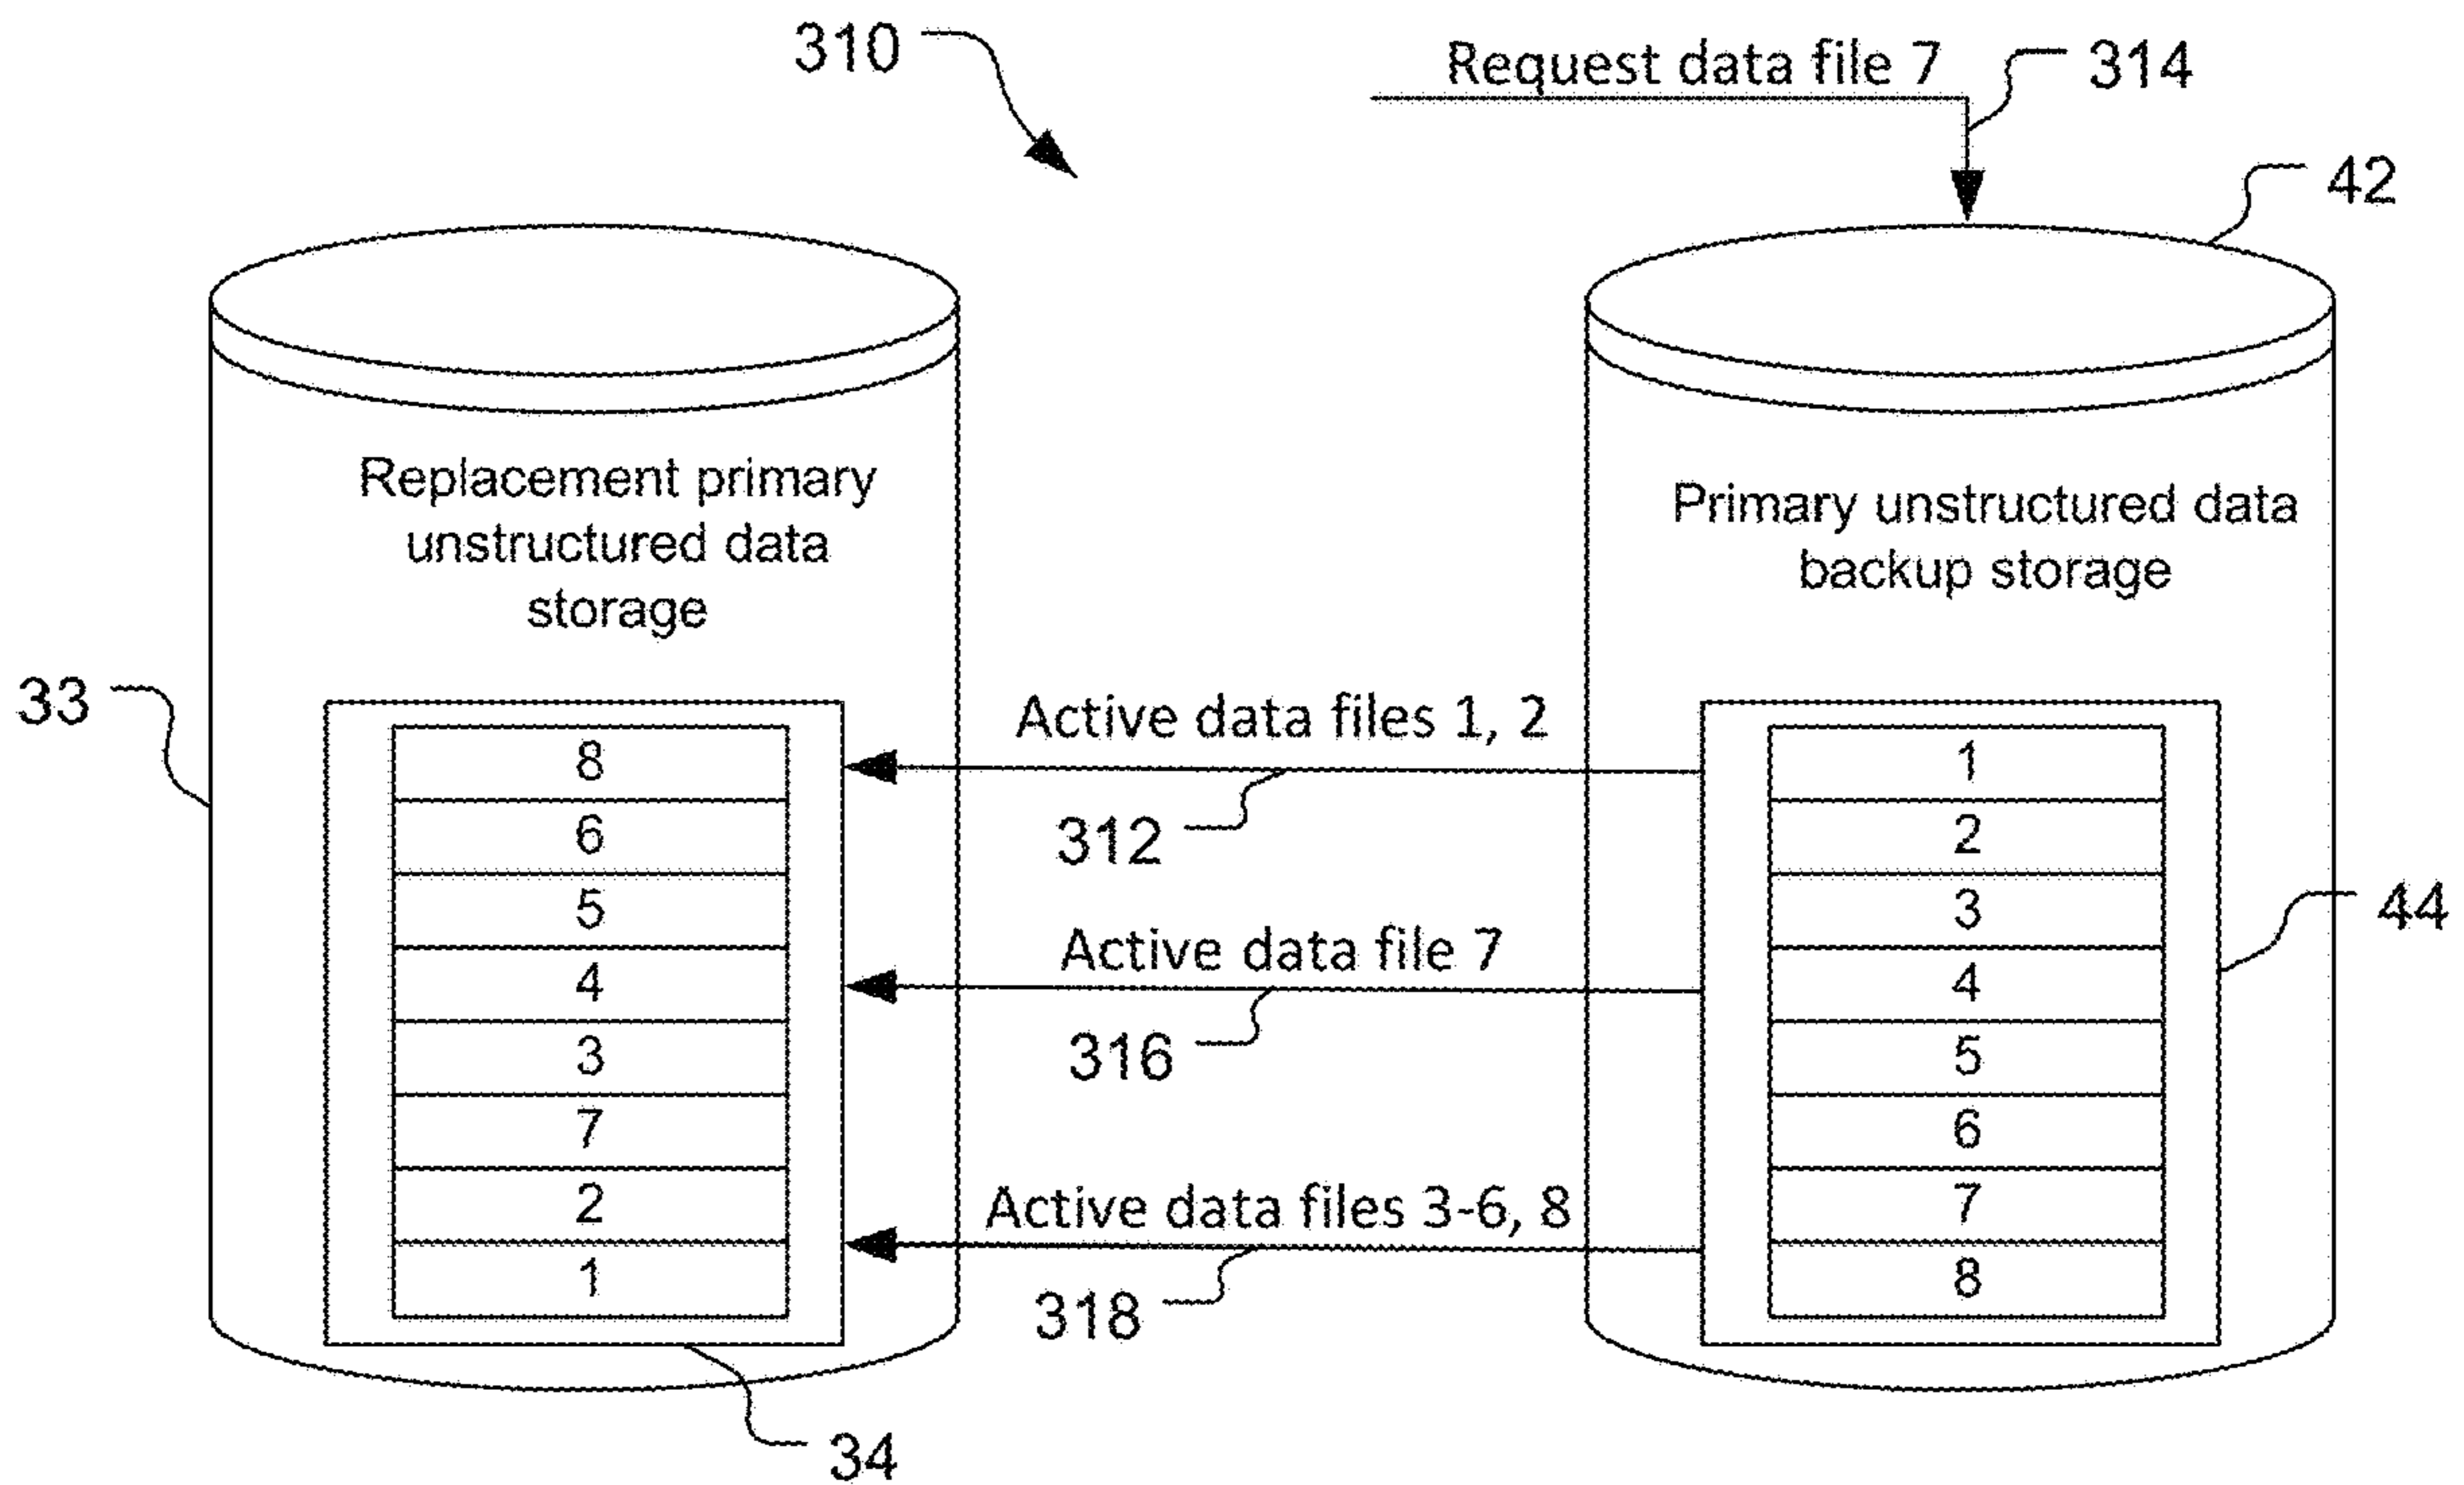 310
Request data file 7
314
42
Replacement primary
unstructured data
storage
Primary unstructured data
backup storage
33
8
6
5
4
3
7
2
1
Active data files 1, 2
312
Active data file 7
316
Active data files 3-6, 8
318
1
2
3
4
5
6
7
8
44
34